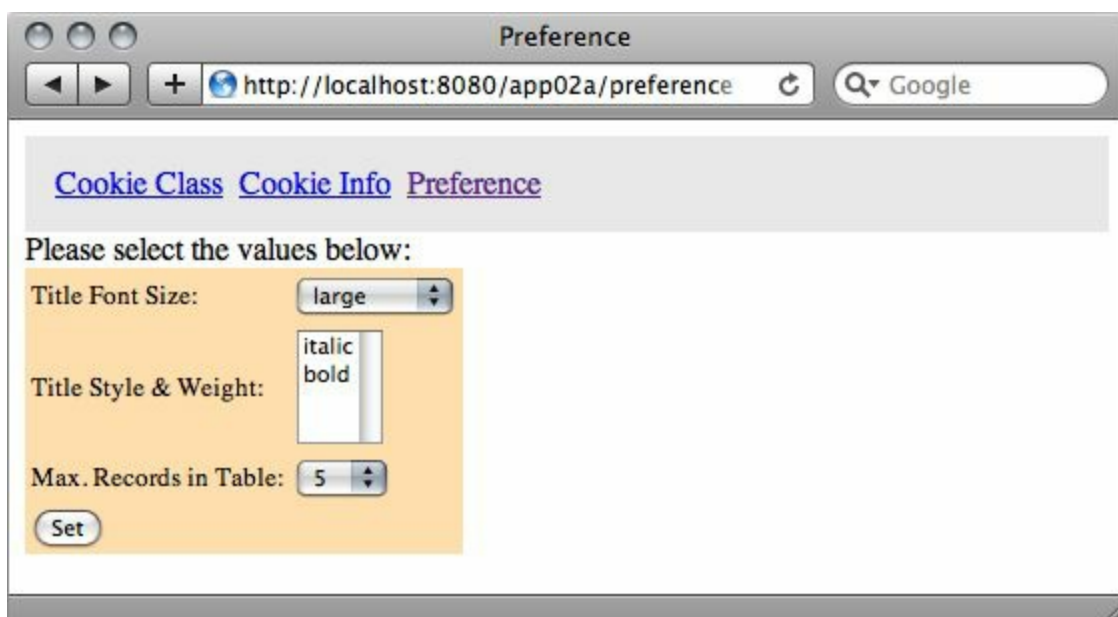 Preference
http://localhost:8080/app02a/preference
Google
Cookie Class Cookie Info Preference
Please select the values below:
Title Font Size: large
italic
bold
Title Style & Weight:
Max. Records in Table: 5
Set